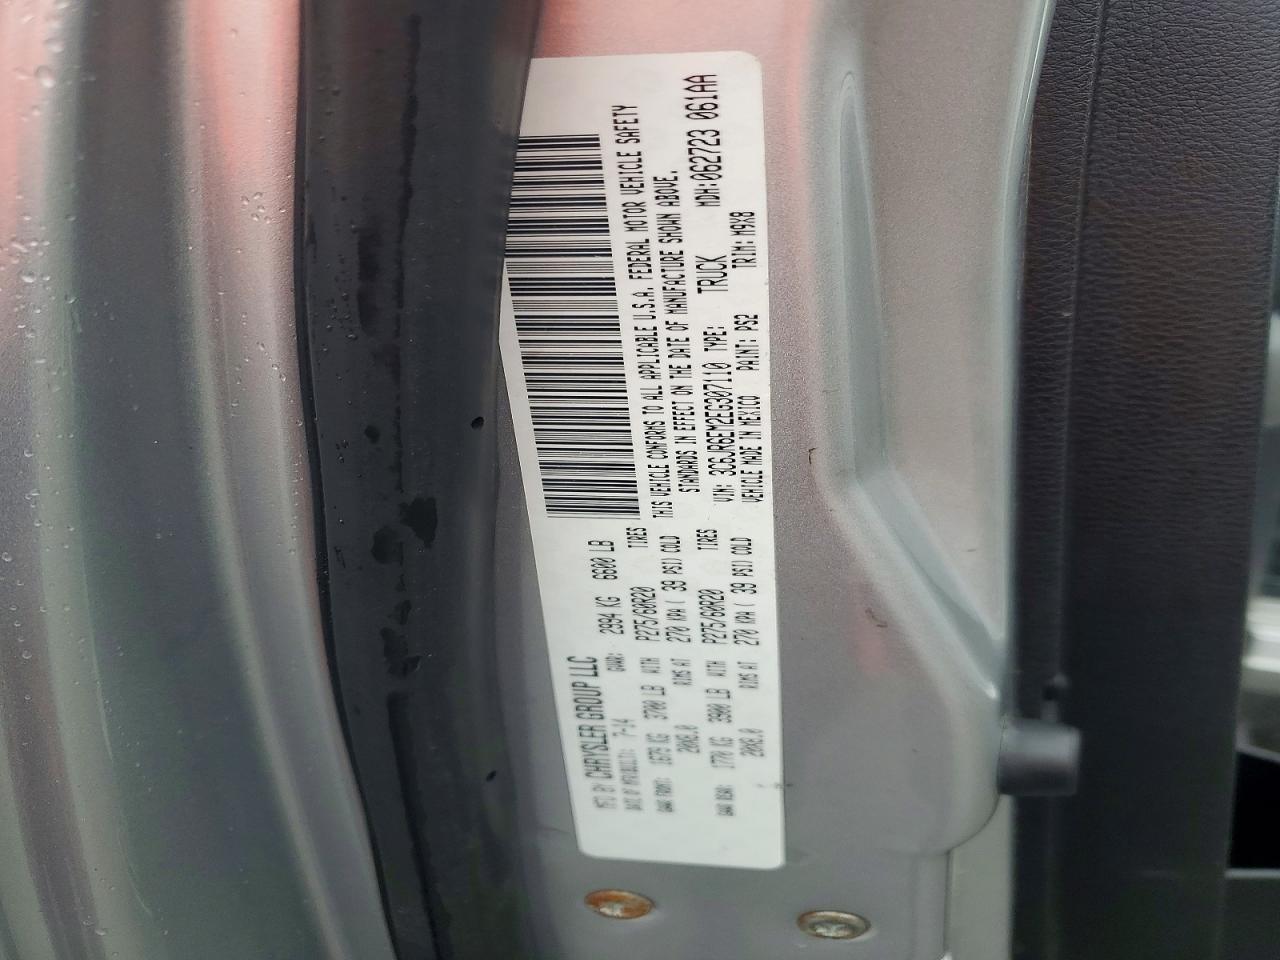 MFD BY CHRYSLER GROUP LLC
DATE OF MFR(BUILT): 7-14 GVWR: 2994 KG 6600 LB
GAWR FRONT: 1679 KG 3700 LB WITH P275/60R20 TIRES
20X8.0 RIMS AT 270 KPA( 39 PSI) COLD
GAWR REAR: 1770 KG 3900 LB WITH P275/60R20 TIRES
20X8.0 RIMS AT 270 KPA( 39 PSI) COLD
THIS VEHICLE CONFORMS TO ALL APPLICABLE U.S.A. FEDERAL MOTOR VEHICLE SAFETY
STANDARDS IN EFFECT ON THE DATE OF MANUFACTURE SHOWN ABOVE.
MDH:062723 061AA
VIN: 3C6JR6EM2EG307110 TYPE: TRUCK
VEHICLE MADE IN MEXICO PAINT: PS2 TRIM: M9X8